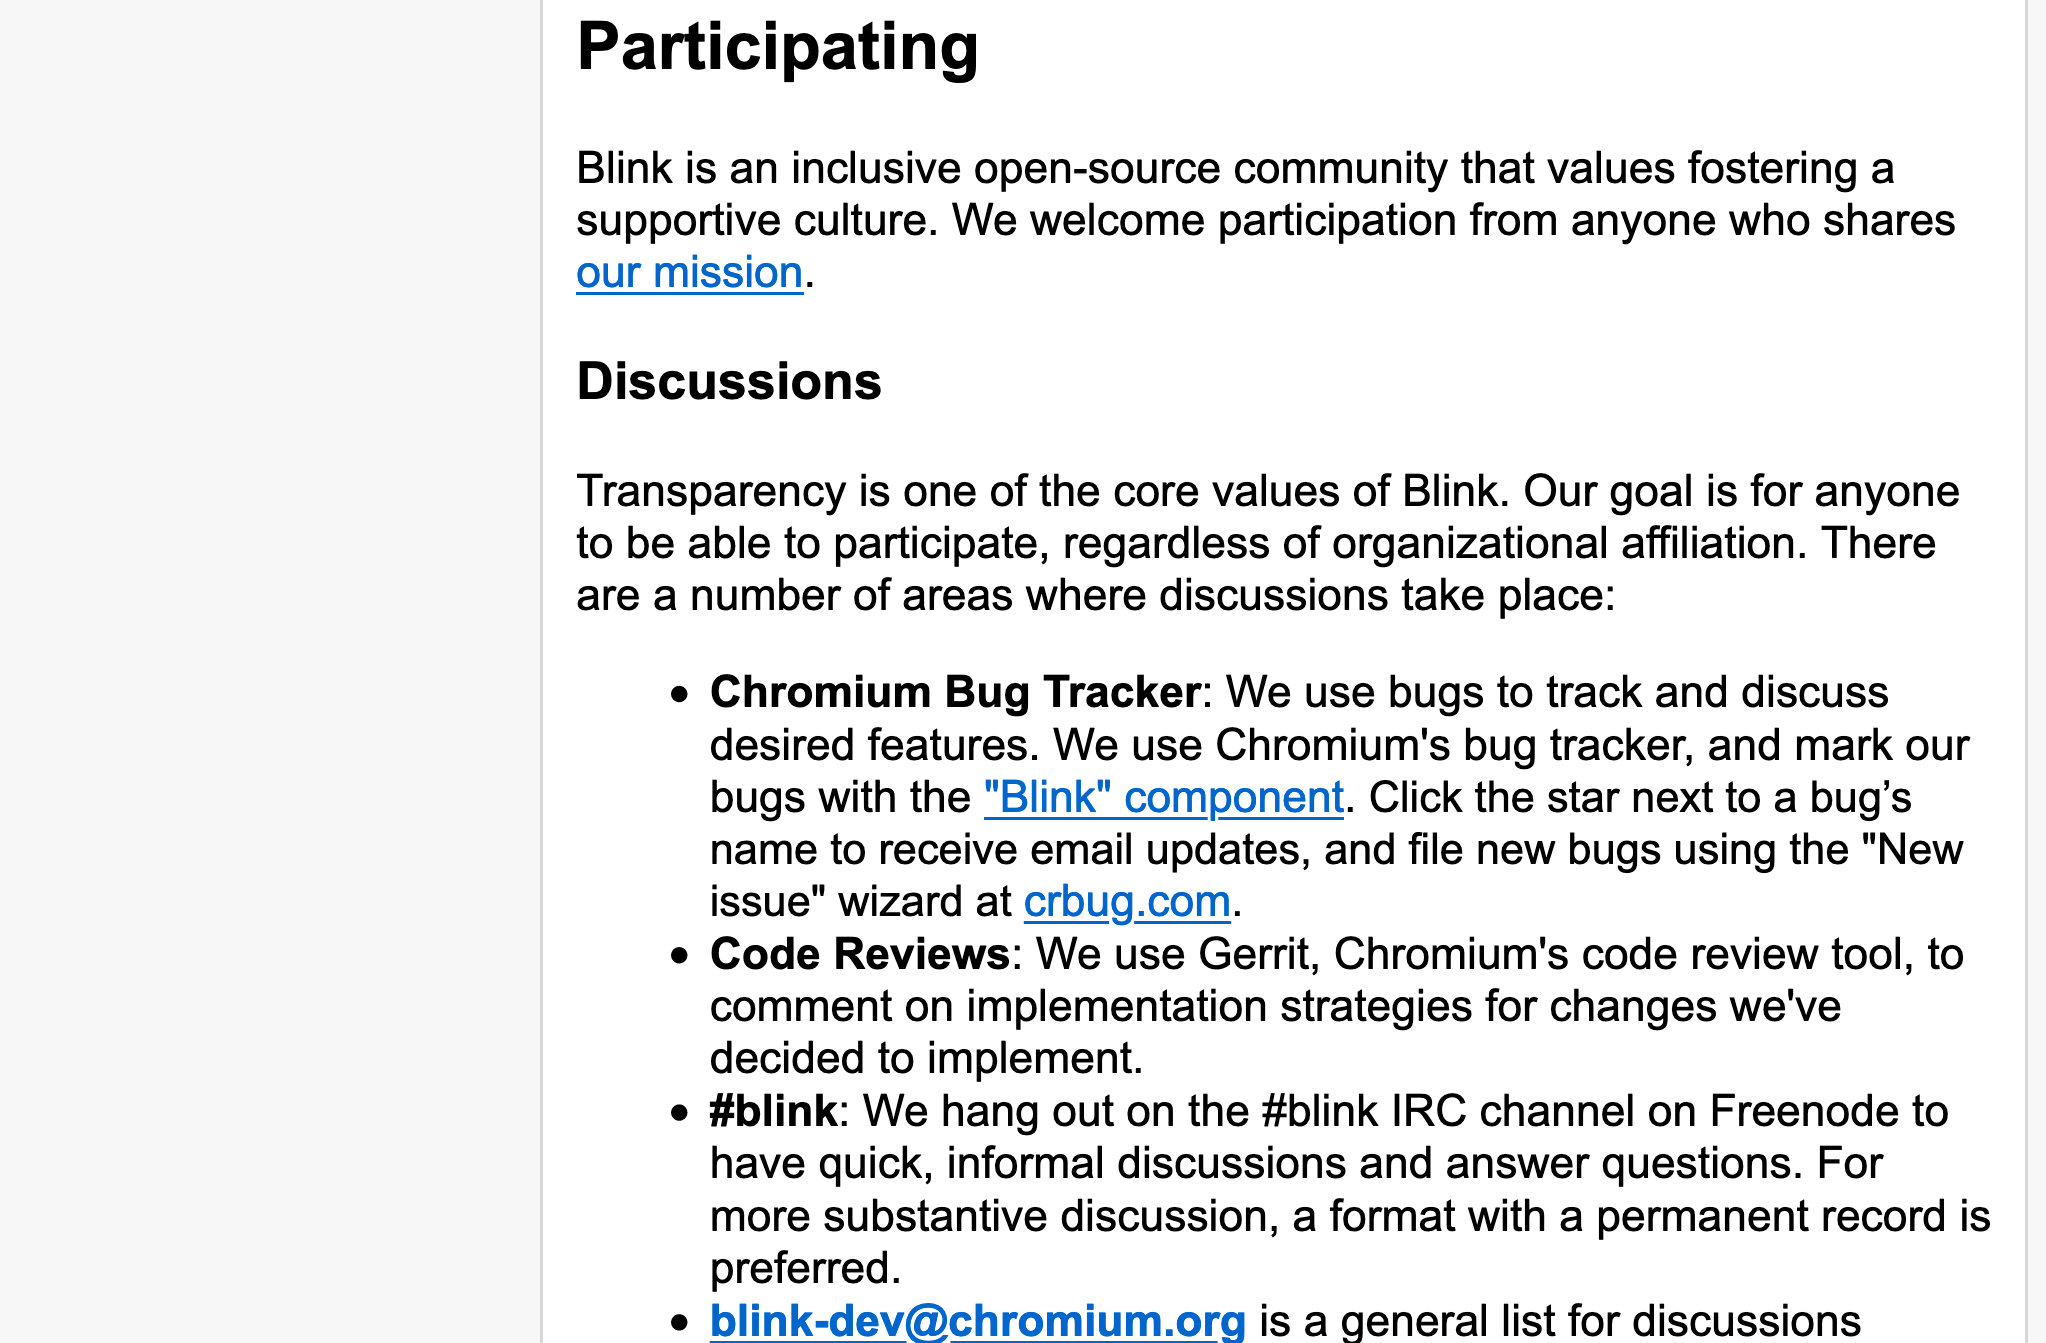 Participating
Blink is an inclusive open-source community that values fostering a
supportive culture. We welcome participation from anyone who shares
our mission.
Discussions
Transparency is one of the core values of Blink. Our goal is for anyone
to be able to participate, regardless of organizational affiliation. There
are a number of areas where discussions take place:
• Chromium Bug Tracker: We use bugs to track and discuss
desired features. We use Chromium's bug tracker, and mark our
bugs with the "Blink" component. Click the star next to a bug’s
name to receive email updates, and file new bugs using the "New
issue" wizard at crbug.com.
• Code Reviews: We use Gerrit, Chromium's code review tool, to
comment on implementation strategies for changes we've
decided to implement.
• #blink: We hang out on the #blink IRC channel on Freenode to
have quick, informal discussions and answer questions. For
more substantive discussion, a format with a permanent record is
preferred.
• blink-dev@chromium.org is a general list for discussions